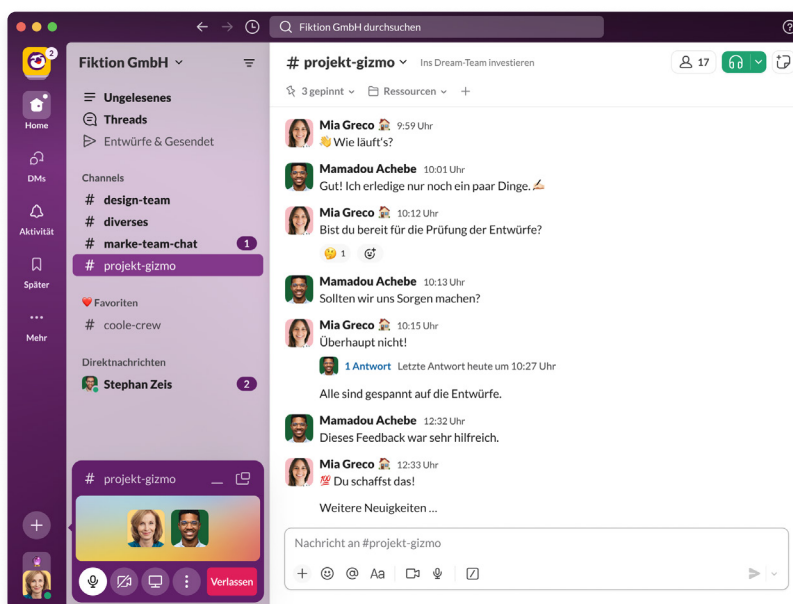 Fiktion GmbH durchsuchen
2
Home
DMs
Aktivität
Später
Mehr
Fiktion GmbH
Ungelesenes
Threads
Entwürfe & Gesendet
Channels
# design-team
# diverses
# marke-team-chat 1
# projekt-gizmo
Favoriten
# coole-crew
Direktnachrichten
Stephan Zeis 2
# projekt-gizmo
Verlassen
# projekt-gizmo Ins Dream-Team investieren 17
3 gepinnt Ressourcen +
Mia Greco 9:59 Uhr
👋 Wie läuft's?
Mamadou Achebe 10:01 Uhr
Gut! Ich erledige nur noch ein paar Dinge. ✍️
Mia Greco 10:12 Uhr
Bist du bereit für die Prüfung der Entwürfe?
🤔 1
Mamadou Achebe 10:13 Uhr
Sollten wir uns Sorgen machen?
Mia Greco 10:15 Uhr
Überhaupt nicht!
1 Antwort Letzte Antwort heute um 10:27 Uhr
Alle sind gespannt auf die Entwürfe.
Mamadou Achebe 12:32 Uhr
Dieses Feedback war sehr hilfreich.
Mia Greco 12:33 Uhr
💯 Du schaffst das!
Weitere Neuigkeiten ...
Nachricht an #projekt-gizmo
+ @ Aa